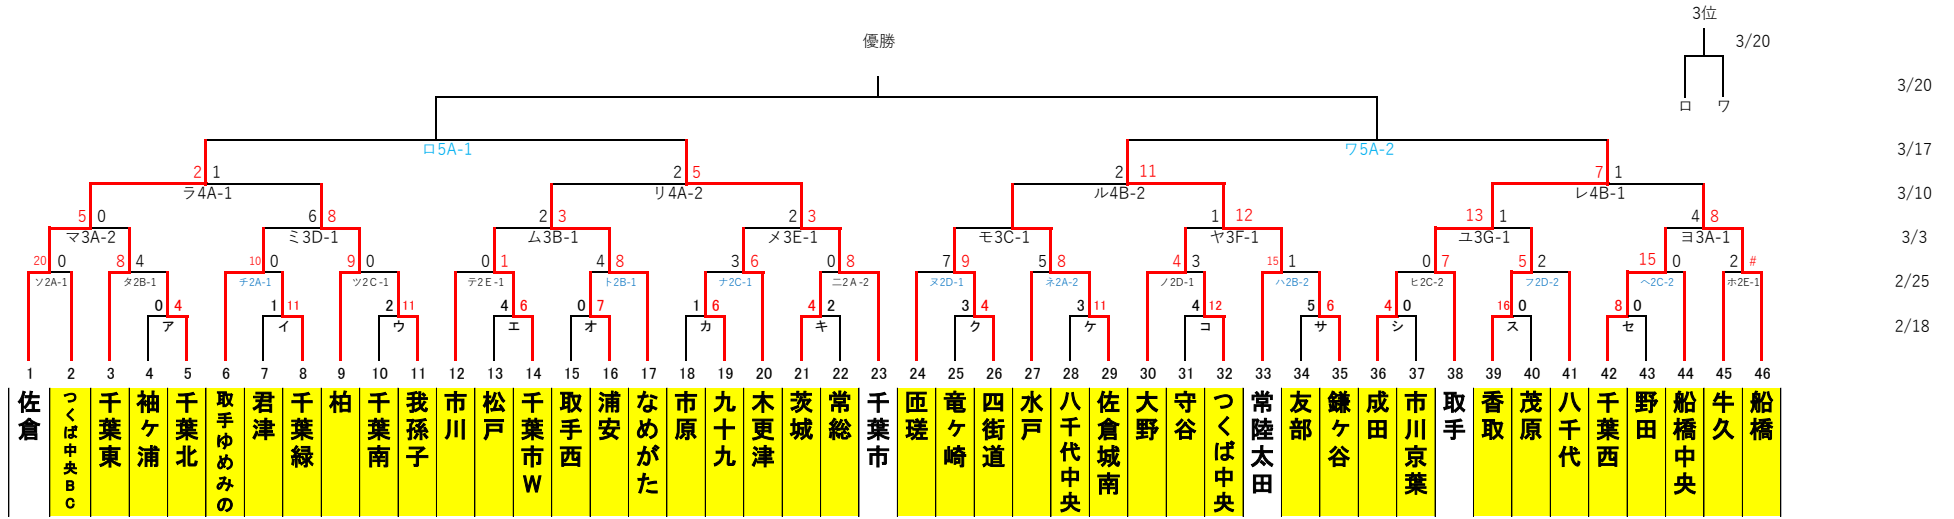 3位
優勝
3/20
3/20
ロ ワ
ロ5A-1 ワ5A-2 3/17
2 1 2 5 2 11 7 1
ラ4A-1 リ4A-2 ル4B-2 レ4B-1 3/10
5 0 6 8 2 3 2 3 1 12 13 1 4 8
マ3A-2 ミ3D-1 ム3B-1 メ3E-1 モ3C-1 ヤ3F-1 ユ3G-1 ヨ3A-1 3/3
20 0 8 4 10 0 9 0 0 1 4 8 3 6 0 8 7 9 5 8 4 3 15 1 0 7 5 2 15 0 2 #
ソ2A-1 タ2B-1 チ2A-1 ツ2C-1 テ2E-1 ト2B-1 ナ2C-1 ニ2A-2 ヌ2D-1 ネ2A-2 ノ2D-1 ハ2B-2 ヒ2C-2 フ2D-2 ヘ2C-2 ホ2E-1 2/25
0 4 1 11 2 11 4 6 0 7 1 6 4 2 3 4 3 11 4 12 5 6 4 0 16 0 8 0
ア イ ウ エ オ カ キ ク ケ コ サ シ ス セ 2/18
1 2 3 4 5 6 7 8 9 10 11 12 13 14 15 16 17 18 19 20 21 22 23 24 25 26 27 28 29 30 31 32 33 34 35 36 37 38 39 40 41 42 43 44 45 46
佐倉
つくば中央BC
千葉東
袖ケ浦
千葉北
取手ゆめみの
君津
千葉緑
柏
千葉南
我孫子
市川
松戸
千葉市W
取手西
浦安
なめがた
市原
九十九
木更津
茨城
常総
千葉市
匝瑳
竜ヶ崎
四街道
水戸
八千代中央
佐倉城南
大野
守谷
つくば中央
常陸太田
友部
鎌ヶ谷
成田
市川京葉
取手
香取
茂原
八千代
千葉西
野田
船橋中央
牛久
船橋